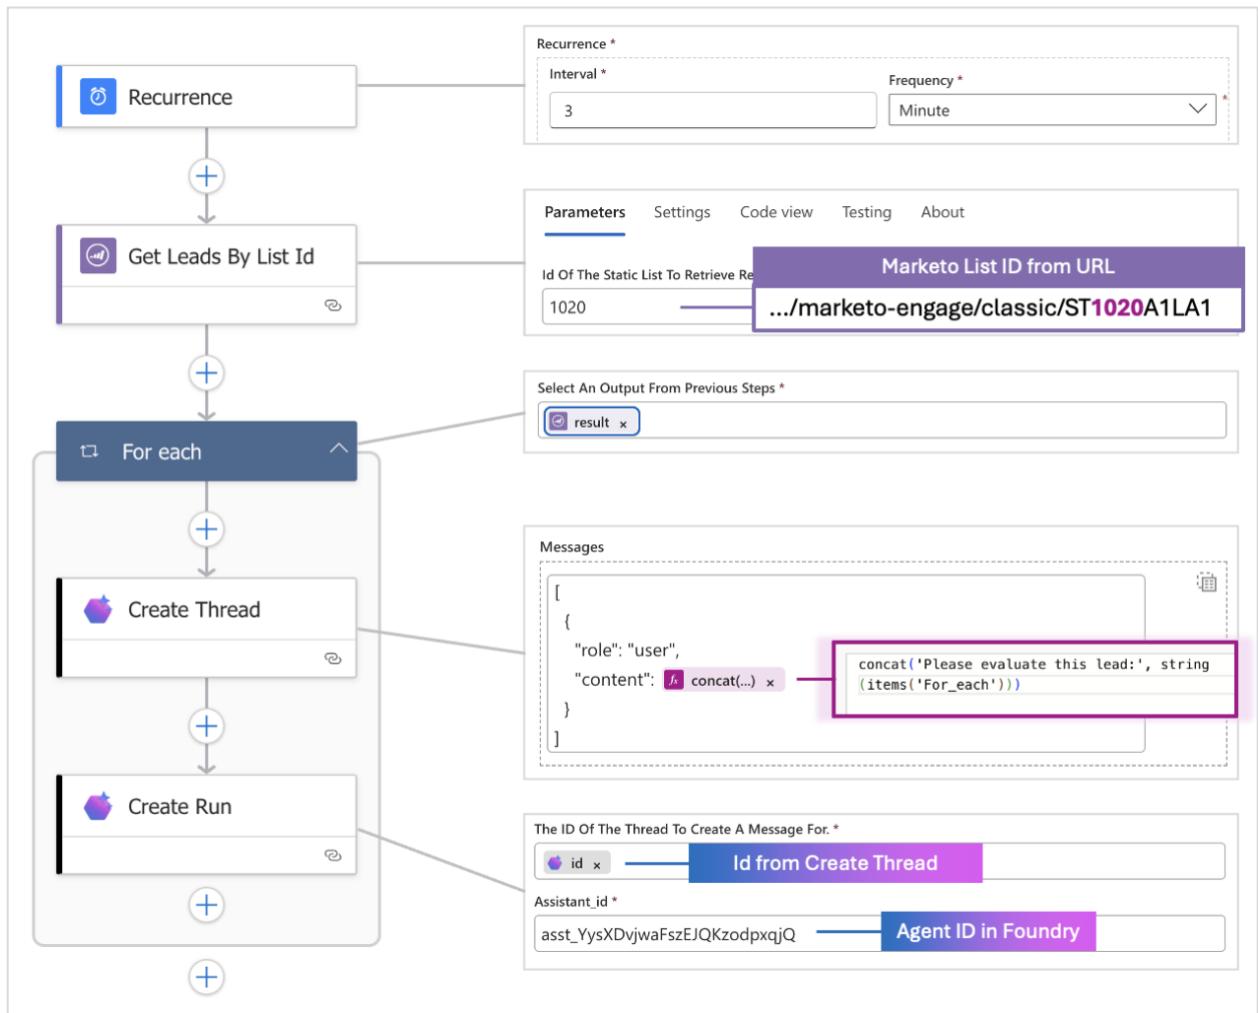 Recurrence *
Interval *
Frequency *
Recurrence
3
Minute
*
Parameters
Settings
Code view
Testing
About
Get Leads By List Id
Id Of The Static List To Retrieve Re
Marketo List ID from URL
1020
.../marketo-engage/classic/ST1020A1LA1
Select An Output From Previous Steps *
result ×
For each
Messages
[
{
"role": "user",
"content": fx concat(...) ×
}
]
concat('Please evaluate this lead:', string
(items('For_each')))
Create Thread
Create Run
The ID Of The Thread To Create A Message For. *
id ×
Id from Create Thread
Assistant_id *
asst_YysXDvjwaFszEJQKzodpxqjQ
Agent ID in Foundry